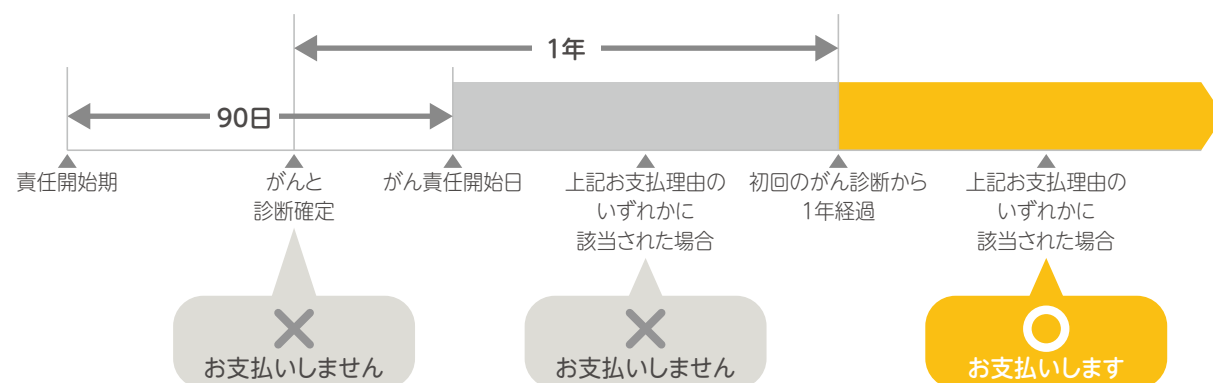 1年
90日
責任開始期
がんと
診断確定
がん責任開始日
上記お支払理由の
いずれかに
該当された場合
初回のがん診断から
1年経過
上記お支払理由の
いずれかに
該当された場合
お支払いしません
お支払いしません
お支払いします